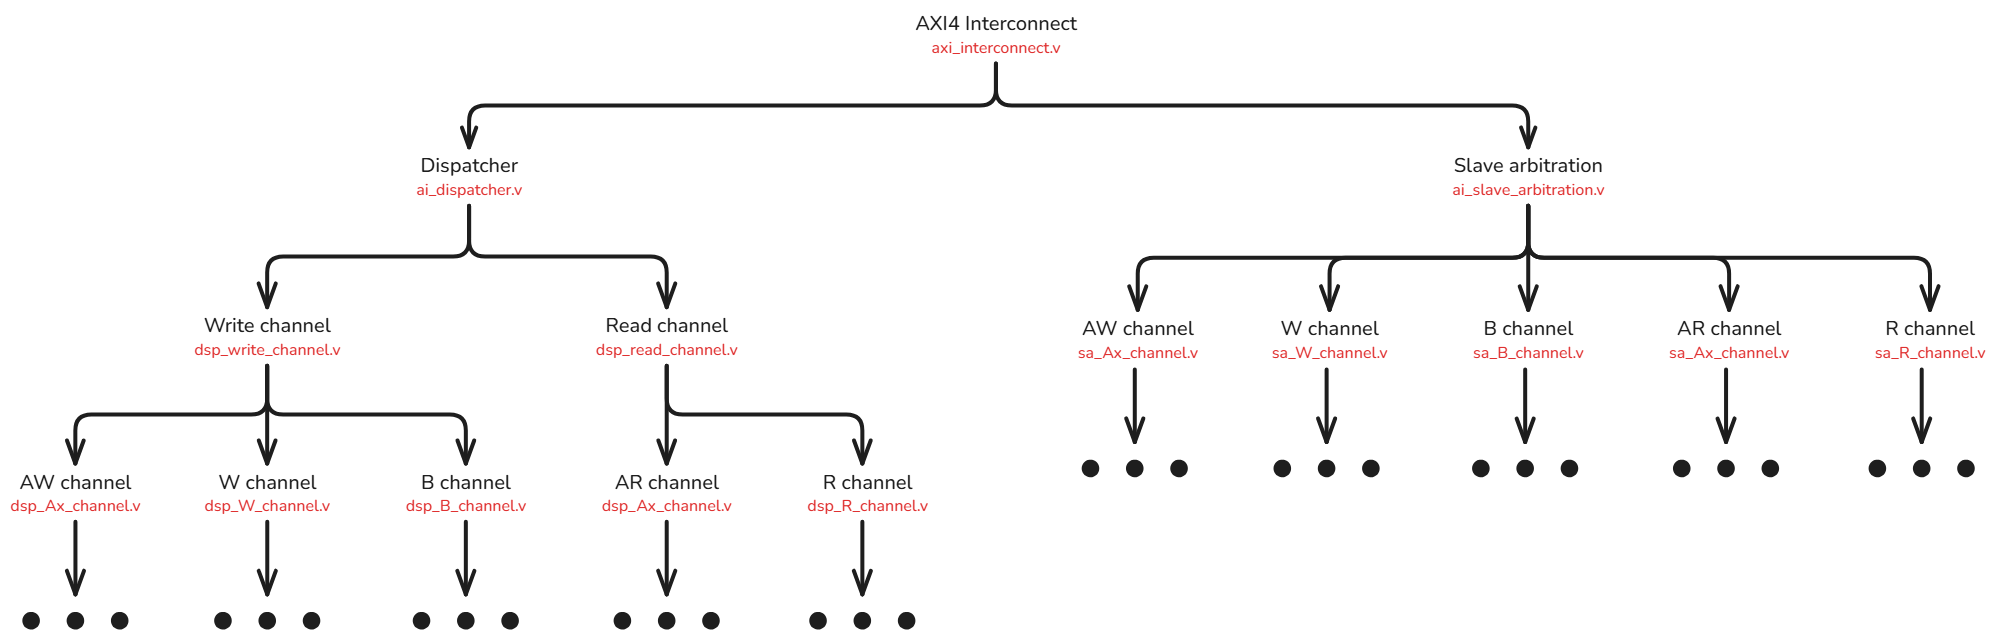 AXI4 Interconnect
axi_interconnect.v
Dispatcher
ai_dispatcher.v
Slave arbitration
ai_slave_arbitration.v
Write channel
dsp_write_channel.v
Read channel
dsp_read_channel.v
AW channel
sa_Ax_channel.v
W channel
sa_W_channel.v
B channel
sa_B_channel.v
AR channel
sa_Ax_channel.v
R channel
sa_R_channel.v
AW channel
dsp_Ax_channel.v
W channel
dsp_W_channel.v
B channel
dsp_B_channel.v
AR channel
dsp_Ax_channel.v
R channel
dsp_R_channel.v